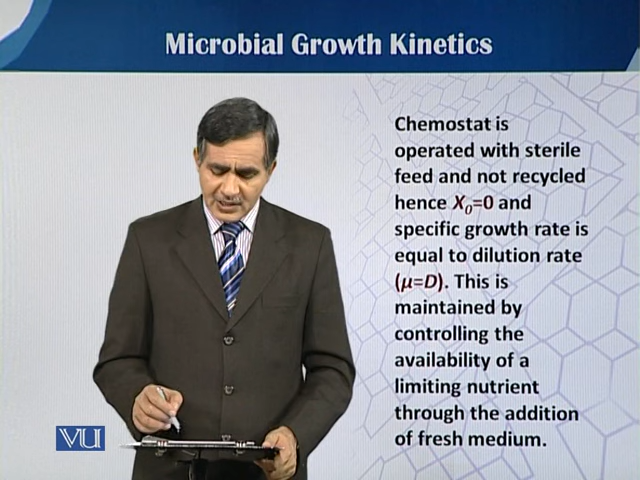 Microbial Growth Kinetics
Chemostat is
operated with sterile
feed and not recycled
hence X₀=0 and
specific growth rate is
equal to dilution rate
(μ=D). This is
maintained by
controlling the
availability of a
limiting nutrient
through the addition
of fresh medium.
VU